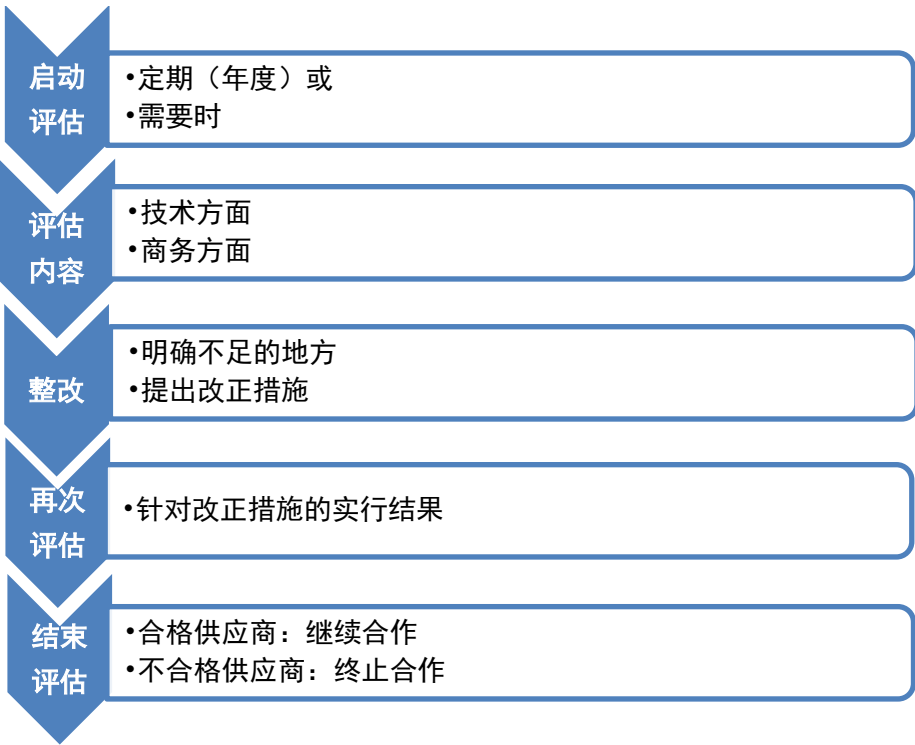 启动
评估
•定期（年度）或
•需要时
评估
内容
•技术方面
•商务方面
整改
•明确不足的地方
•提出改正措施
再次
评估
•针对改正措施的实行结果
结束
评估
•合格供应商：继续合作
•不合格供应商：终止合作